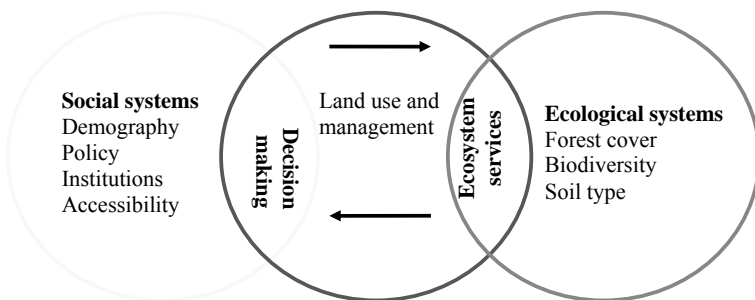 Social systems
Demography
Policy
Institutions
Accessibility
Decision
making
Land use and
management
Ecosystem
services
Ecological systems
Forest cover
Biodiversity
Soil type